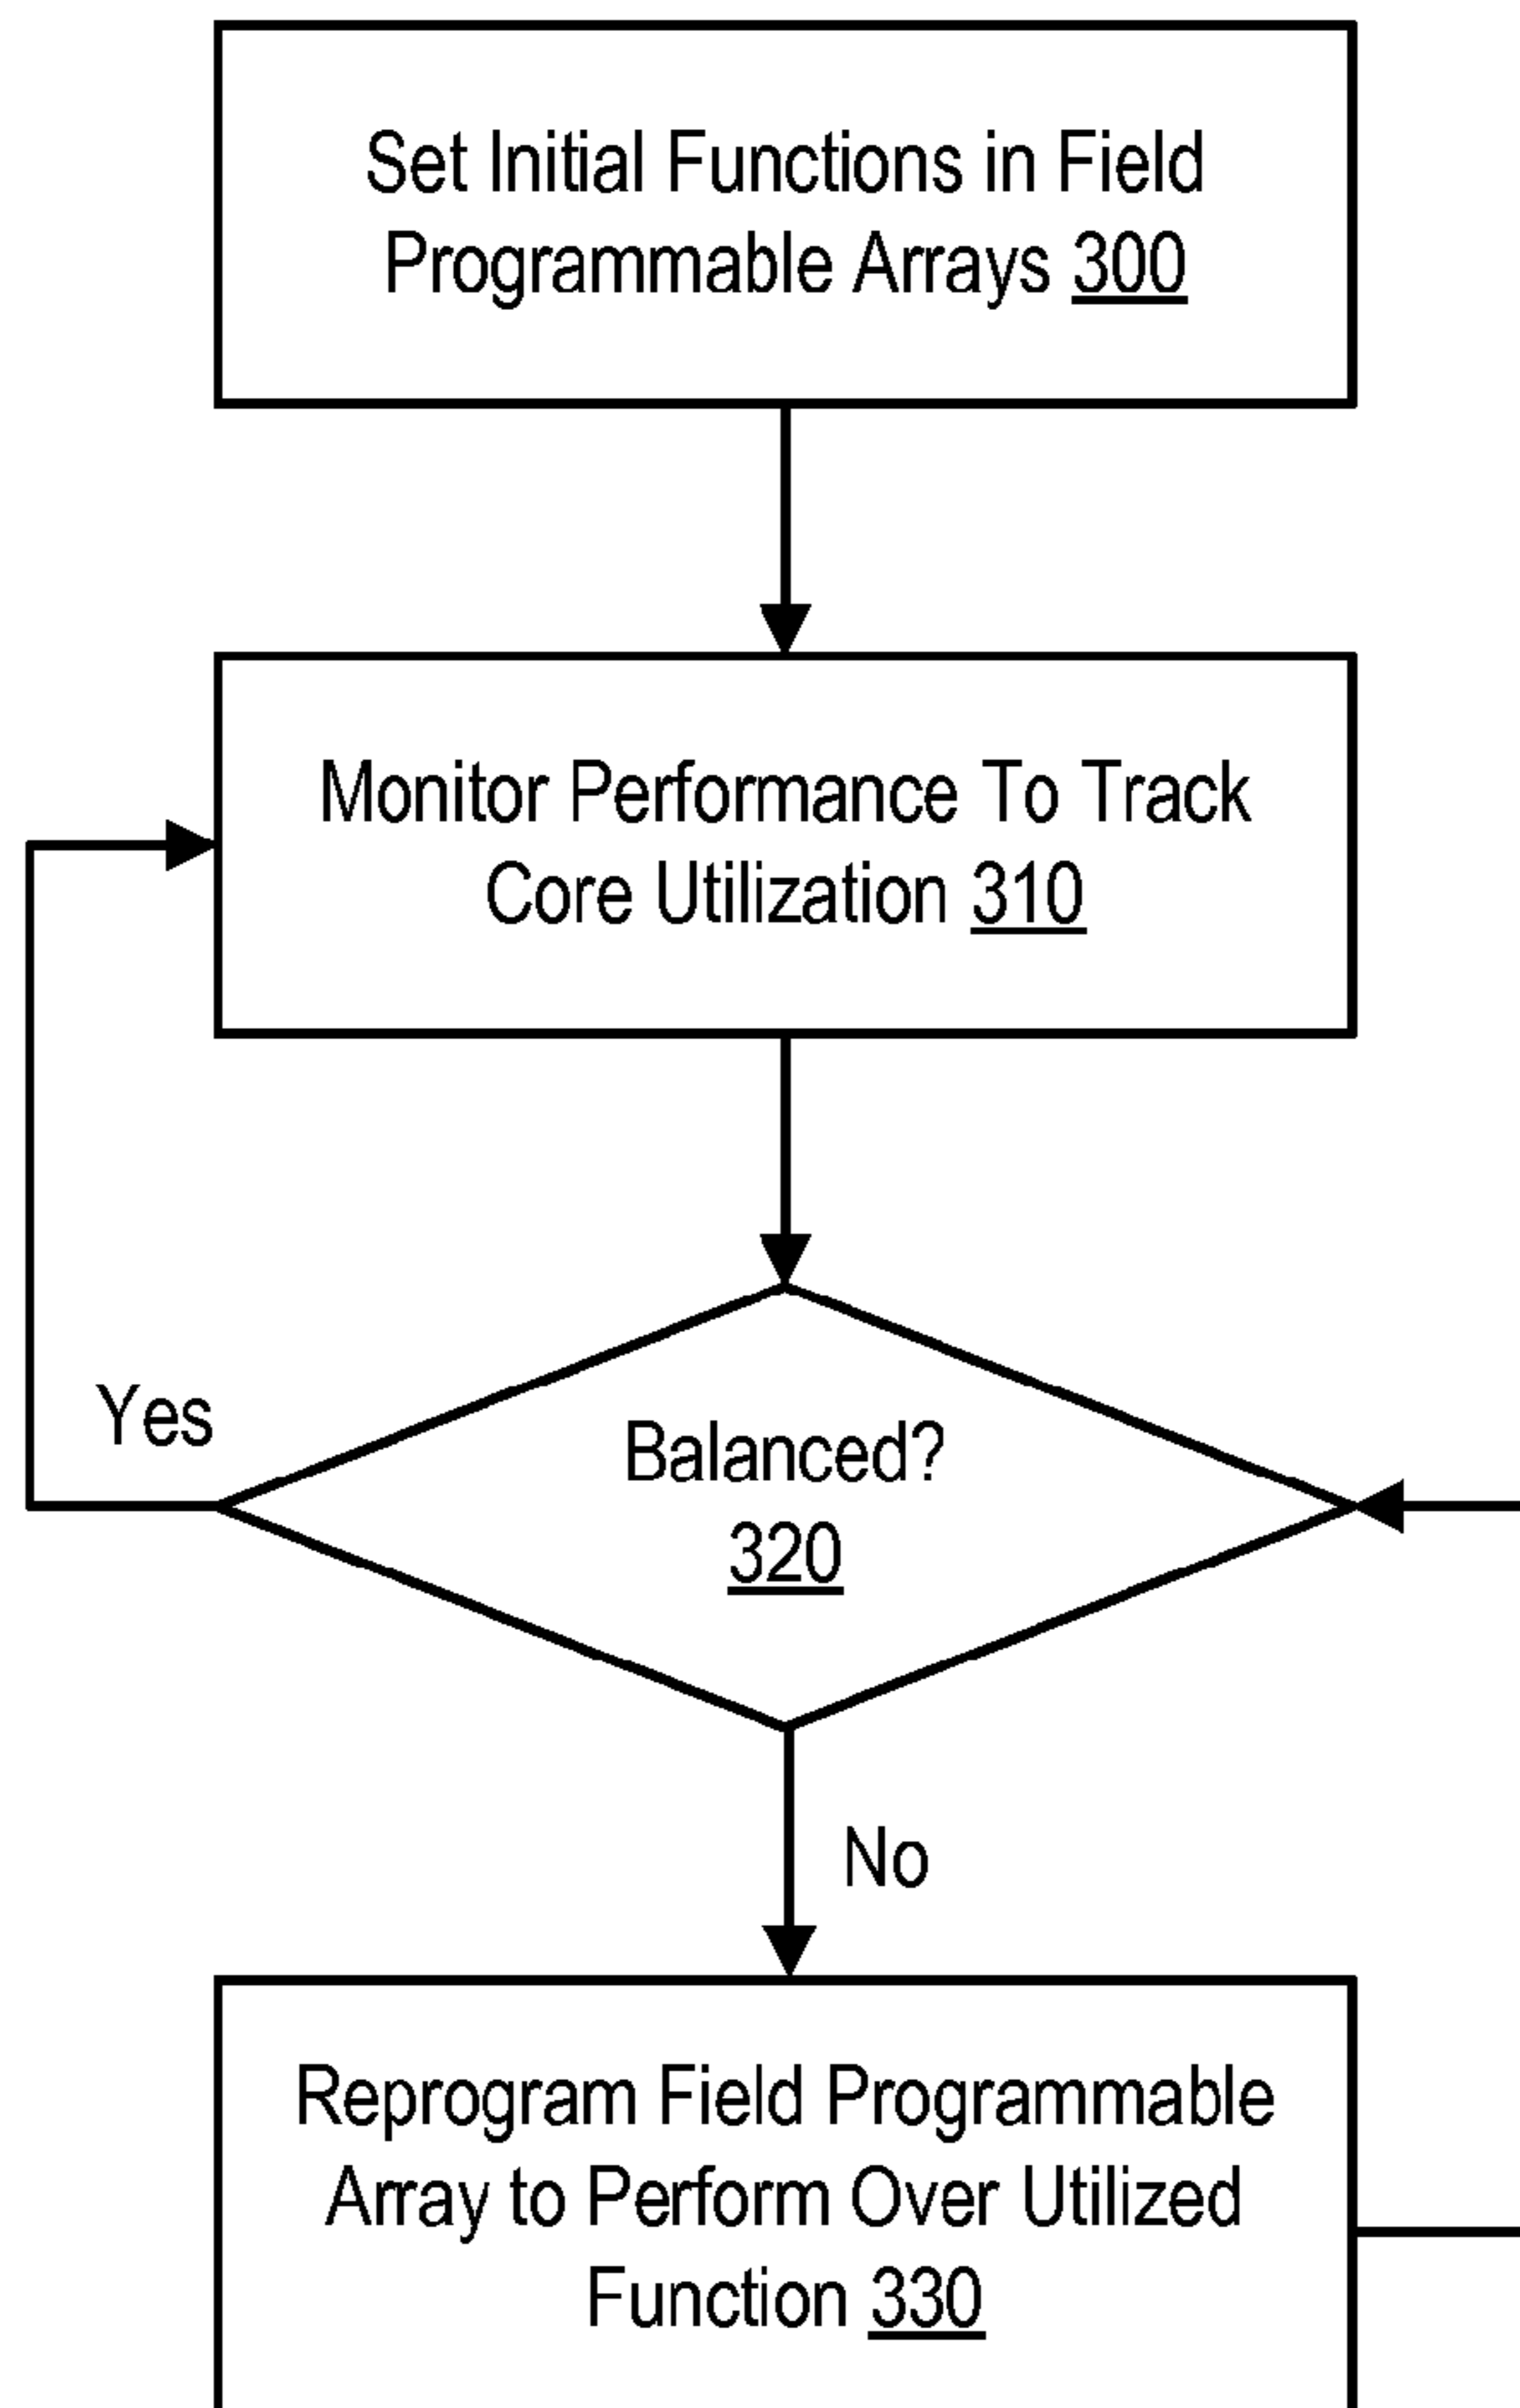 Set Initial Functions in Field
Programmable Arrays 300
Monitor Performance To Track
Core Utilization 310
Yes
Balanced?
320
No
Reprogram Field Programmable
Array to Perform Over Utilized
Function 330